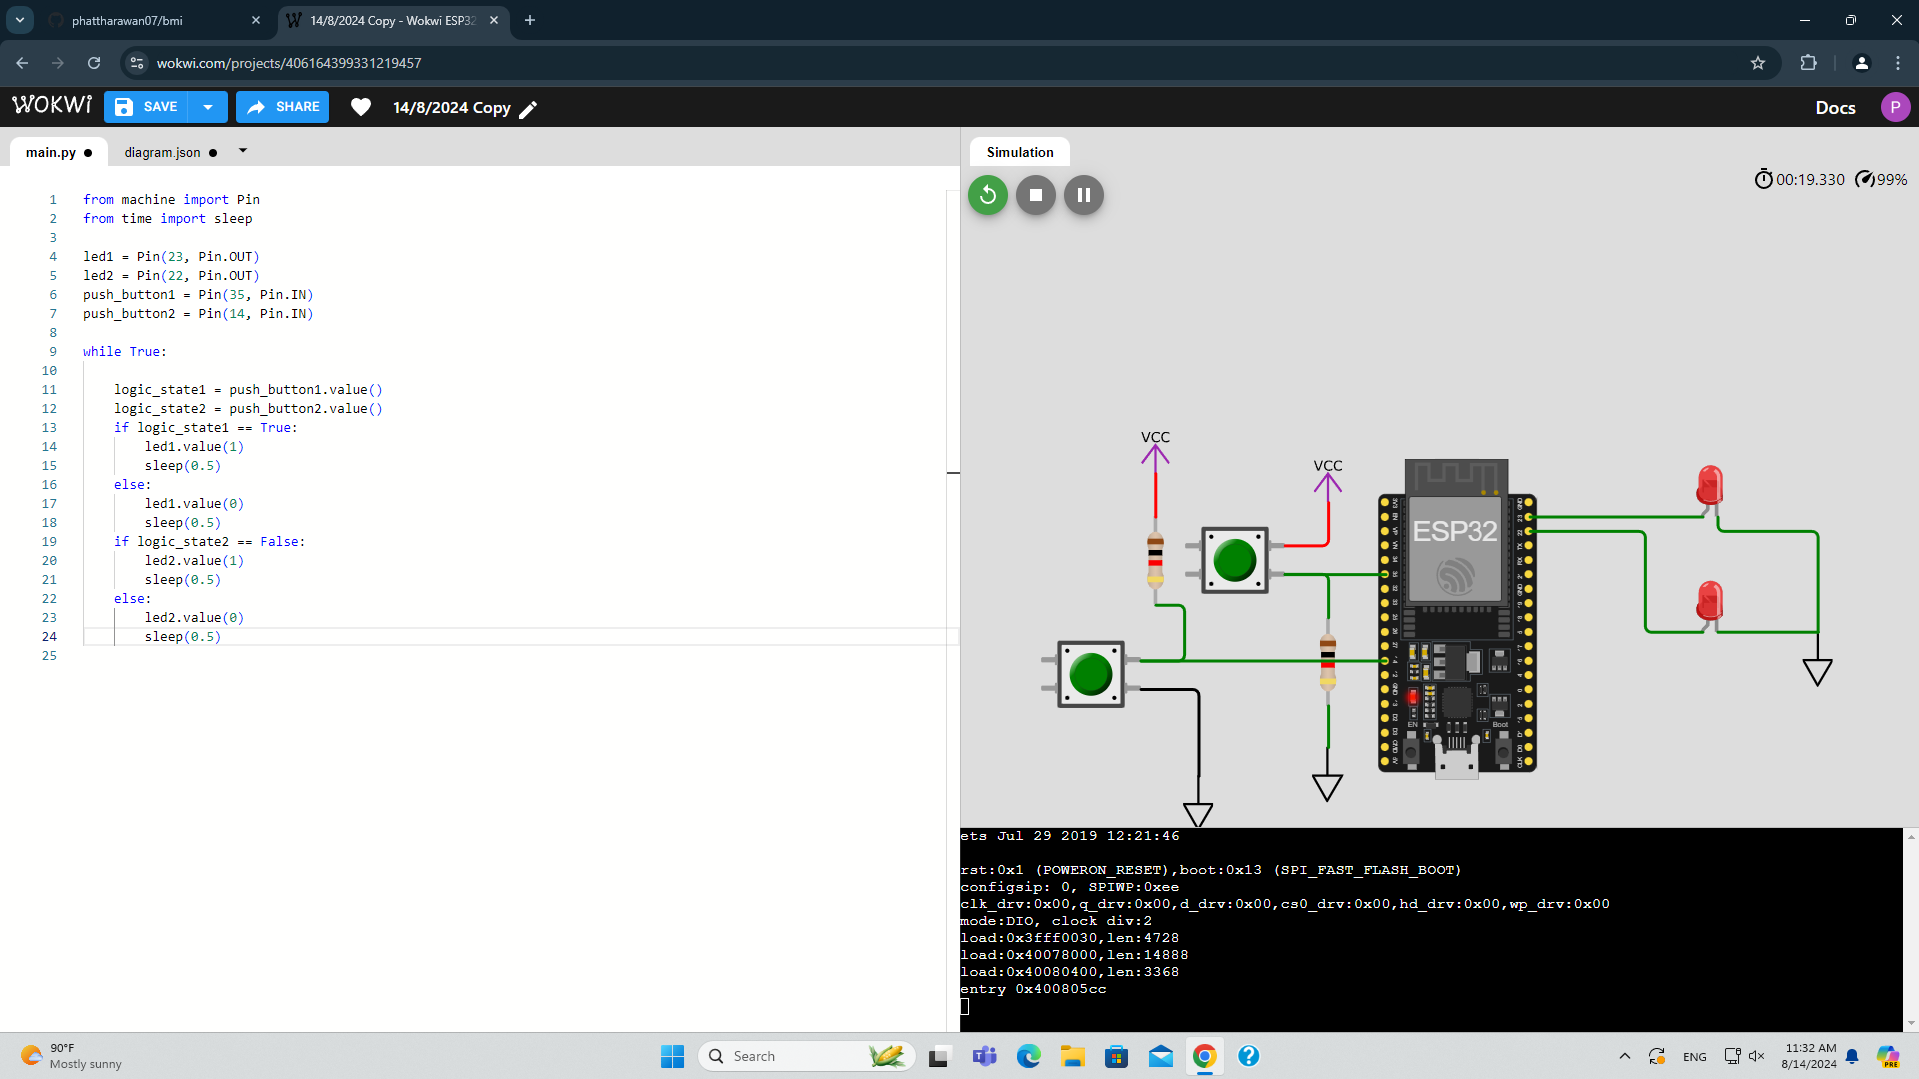 phattharawan07/bmi
14/8/2024 Copy - Wokwi ESP32
wokwi.com/projects/406164399331219457
WOKWI
SAVE
SHARE
14/8/2024 Copy
Docs
P
main.py
diagram.json
1 from machine import Pin
2 from time import sleep
3
4 led1 = Pin(23, Pin.OUT)
5 led2 = Pin(22, Pin.OUT)
6 push_button1 = Pin(35, Pin.IN)
7 push_button2 = Pin(14, Pin.IN)
8
9 while True:
10
11 logic_state1 = push_button1.value()
12 logic_state2 = push_button2.value()
13 if logic_state1 == True:
14 led1.value(1)
15 sleep(0.5)
16 else:
17 led1.value(0)
18 sleep(0.5)
19 if logic_state2 == False:
20 led2.value(1)
21 sleep(0.5)
22 else:
23 led2.value(0)
24 sleep(0.5)
25
Simulation
00:19.330
99%
VCC
VCC
ESP32
EN
Boot
ets Jul 29 2019 12:21:46
rst:0x1 (POWERON_RESET),boot:0x13 (SPI_FAST_FLASH_BOOT)
configsip: 0, SPIWP:0xee
clk_drv:0x00,q_drv:0x00,d_drv:0x00,cs0_drv:0x00,hd_drv:0x00,wp_drv:0x00
mode:DIO, clock div:2
load:0x3fff0030,len:4728
load:0x40078000,len:14888
load:0x40080400,len:3368
entry 0x400805cc
90°F
Mostly sunny
Search
ENG
11:32 AM
8/14/2024
PRE